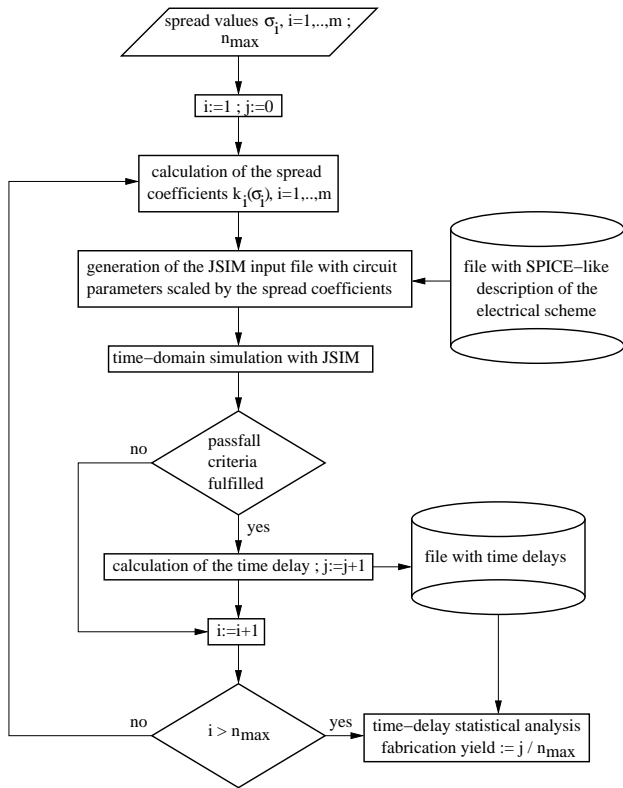 spread values σi, i=1,..,m ;
nmax
i:=1 ; j:=0
calculation of the spread
coefficients ki(σi), i=1,..,m
generation of the JSIM input file with circuit
parameters scaled by the spread coefficients
file with SPICE−like
description of the
electrical scheme
time−domain simulation with JSIM
no
passfall
criteria
fulfilled
yes
calculation of the time delay ; j:=j+1
file with time delays
i:=i+1
no
i > nmax
yes
time−delay statistical analysis
fabrication yield := j / nmax